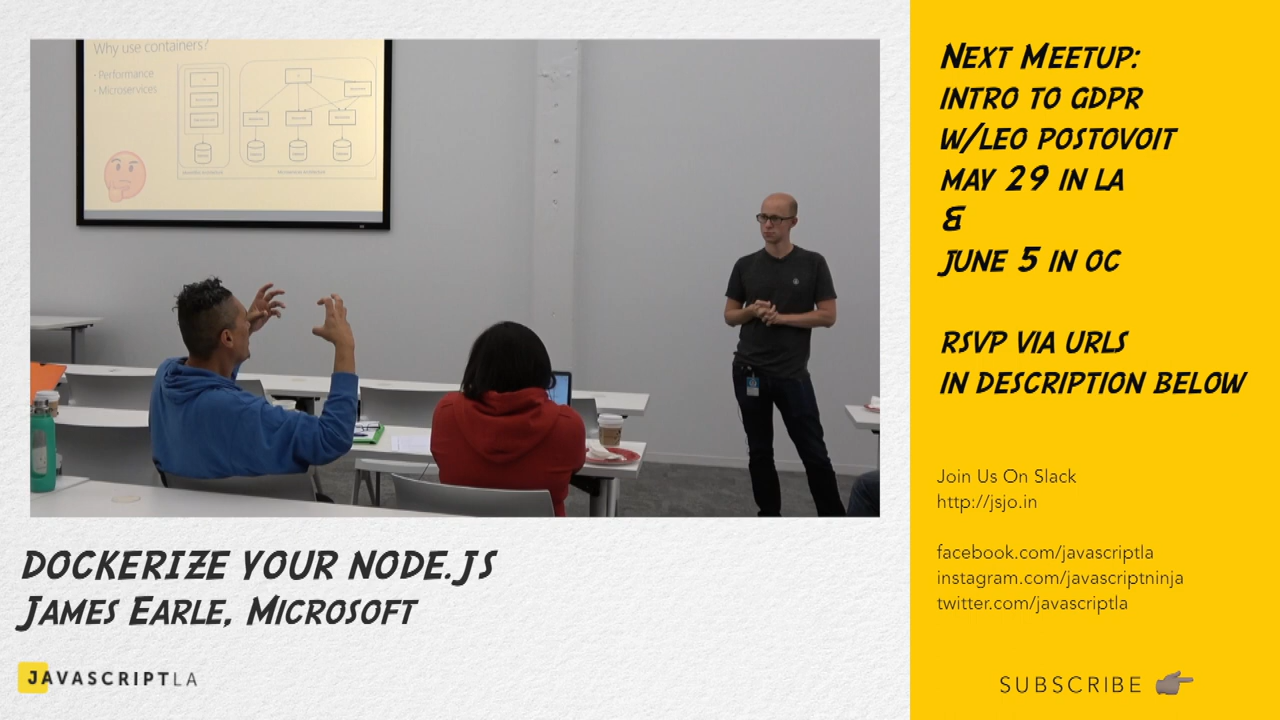 Why use containers?
· Performance
· Microservices
NEXT MEETUP:
INTRO TO GDPR
W/LEO POSTOVOIT
MAY 29 IN LA
&
JUNE 5 IN OC
RSVP VIA URLS
IN DESCRIPTION BELOW
Join Us On Slack
http://jsjo.in
facebook.com/javascriptla
instagram.com/javascriptninja
twitter.com/javascriptla
DOCKERIZE YOUR NODE.JS
JAMES EARLE, MICROSOFT
JAVASCRIPTLA
SUBSCRIBE